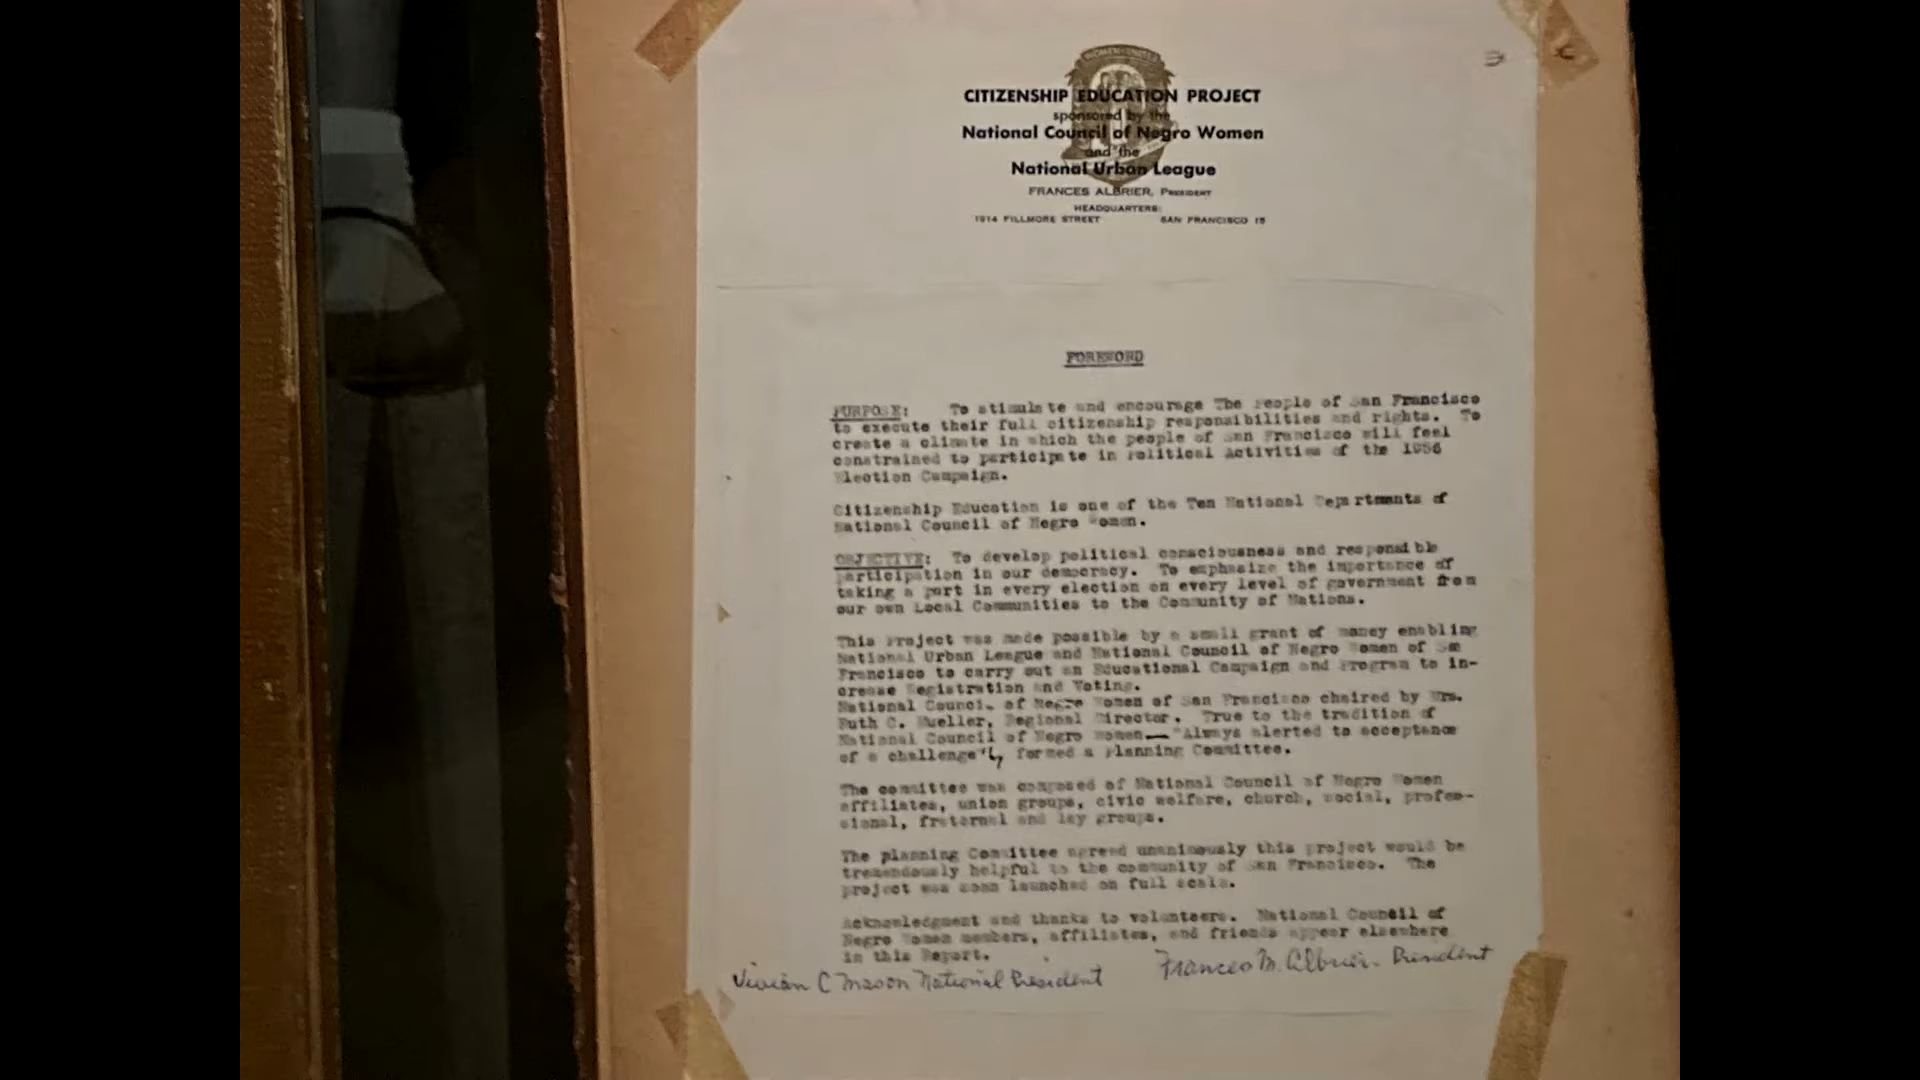 WOMEN UNITED
CITIZENSHIP EDUCATION PROJECT
sponsored by the
National Council of Negro Women
and the
National Urban League
FRANCES ALBRIER, PRESIDENT
HEADQUARTERS:
1914 FILLMORE STREET SAN FRANCISCO 15
FOREWORD
PURPOSE: To stimulate and encourage The People of San Francisco
to execute their full citizenship responsibilities and rights. To
create a climate in which the people of San Francisco will feel
constrained to participate in Political Activities of the 1956
Election Campaign.
Citizenship Education is one of the Ten National Departments of
National Council of Negro Women.
OBJECTIVE: To develop political consciousness and responsible
participation in our democracy. To emphasize the importance of
taking a part in every election on every level of government from
our own Local Communities to the Community of Nations.
This Project was made possible by a small grant of money enabling
National Urban League and National Council of Negro Women of San
Francisco to carry out an Educational Campaign and Program to in-
crease Registration and Voting.
National Council of Negro Women of San Francisco chaired by Mrs.
Ruth C. Mueller, Regional Director. True to the tradition of
National Council of Negro Women— "Always alerted to acceptance
of a challenge", formed a Planning Committee.
The committee was composed of National Council of Negro Women
affiliates, union groups, civic welfare, church, social, profes-
sional, fraternal and lay groups.
The planning Committee agreed unanimously this project would be
tremendously helpful to the community of San Francisco. The
project was soon launched on full scale.
Acknowledgment and thanks to volunteers. National Council of
Negro Women members, affiliates, and friends appear elsewhere
in this Report.
Vivian C Mason National President Frances M. Albrier President